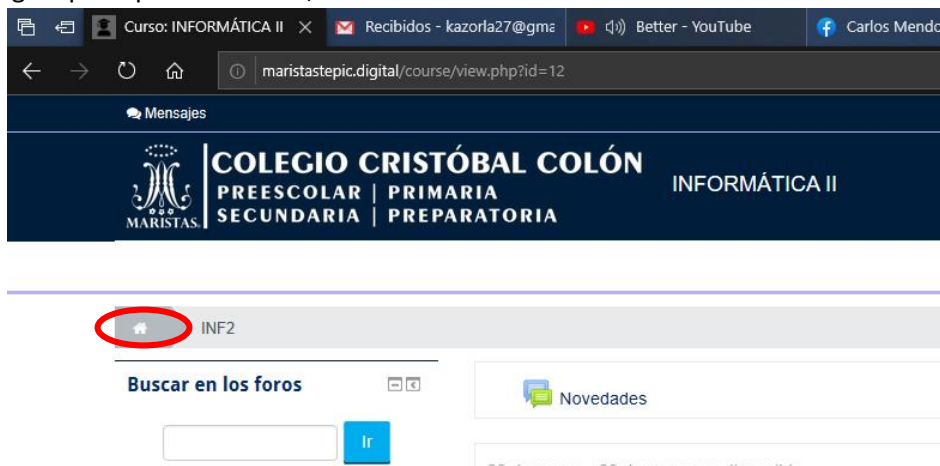 Curso: INFORMÁTICA II
Recibidos - kazorla27@gma
Better - YouTube
Carlos Mendo
maristastepic.digital/course/view.php?id=12
Mensajes
MARISTAS.
COLEGIO CRISTÓBAL COLÓN
PREESCOLAR | PRIMARIA
SECUNDARIA | PREPARATORIA
INFORMÁTICA II
INF2
Buscar en los foros
Novedades
Ir